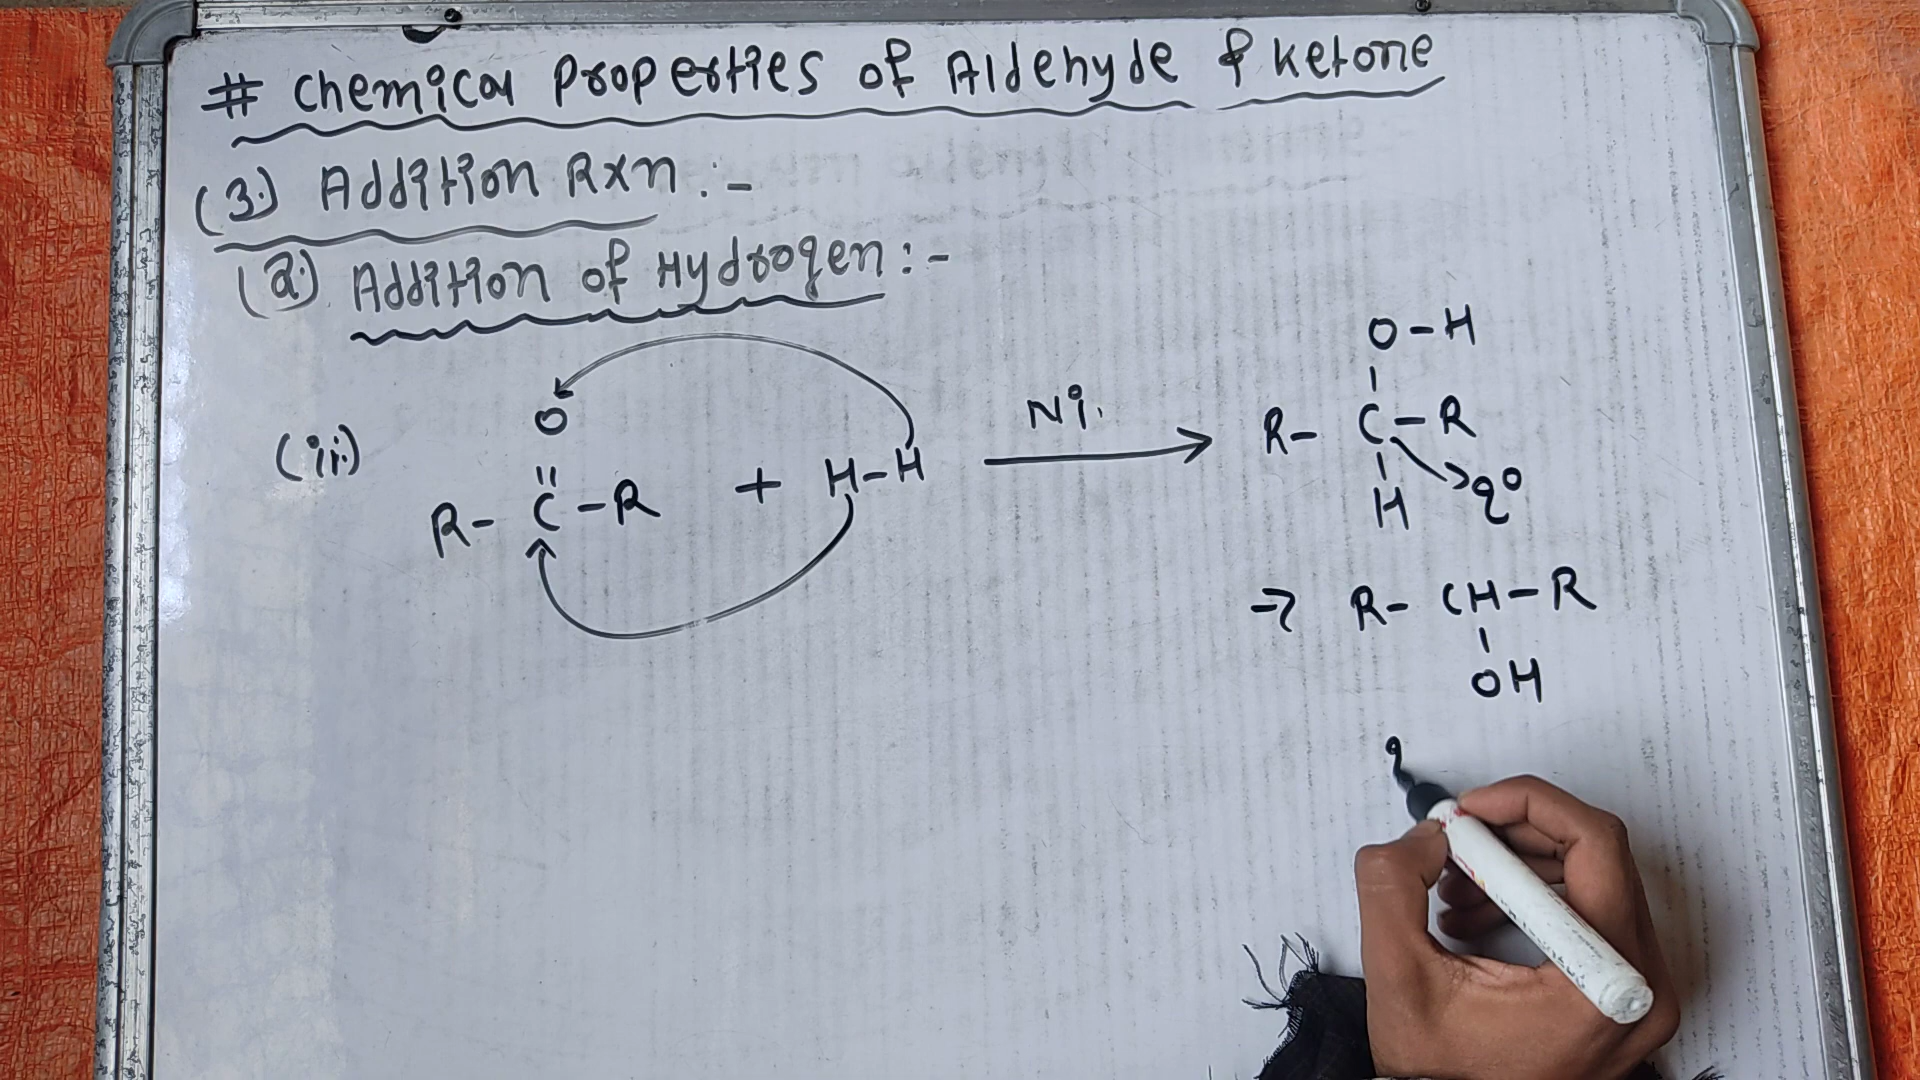 # Chemical Properties of Aldehyde & Ketone
(3.) Addition Rxn :-
(a.) Addition of Hydrogen :-
(ii.)
O
||
R- C -R + H-H
Ni.
O-H
|
R- C -R
|
H 2°
→ R- CH-R
|
OH